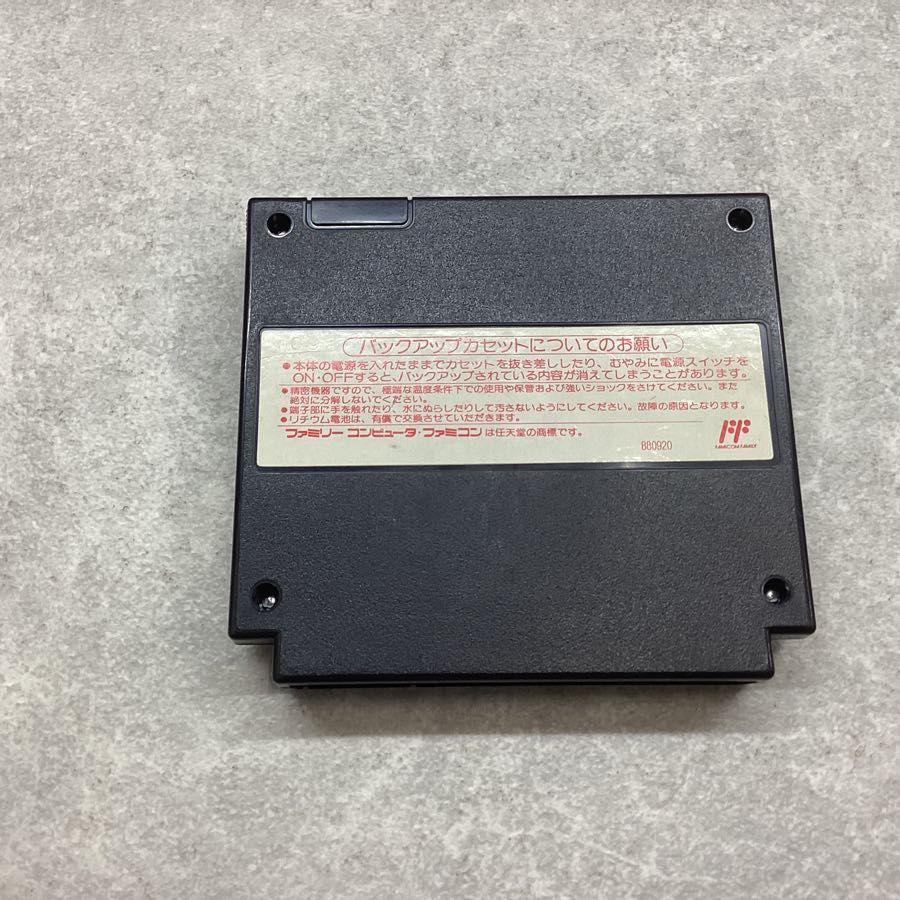 バックアップカセットについてのお願い
●本体の電源を入れたままでカセットを抜き差ししたり、むやみに電源スイッチを
ON・OFFすると、バックアップされている内容が消えてしまうことがあります。
●精密機器ですので、極端な温度条件下での使用や保管および強いショックをさけてください。また
絶対に分解しないでください。
●端子部に手を触れたり、水にぬらしたりして汚さないようにしてください。故障の原因となります。
●リチウム電池は、有償で交換させていただきます。
ファミリー コンピュータ・ファミコンは任天堂の商標です。
880920
FAMICOM FAMILY